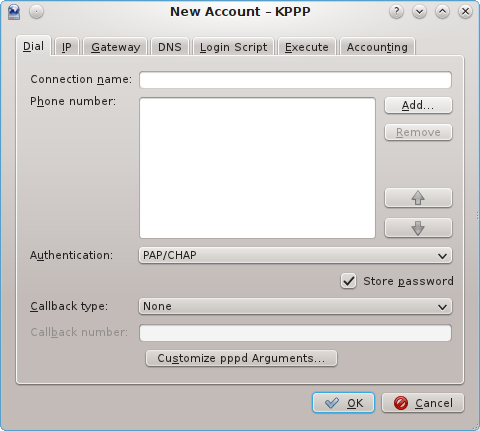 New Account – KPPP
Dial IP Gateway DNS Login Script Execute Accounting
Connection name:
Phone number: Add...
Remove
Authentication: PAP/CHAP
Store password
Callback type: None
Callback number:
Customize pppd Arguments...
OK Cancel